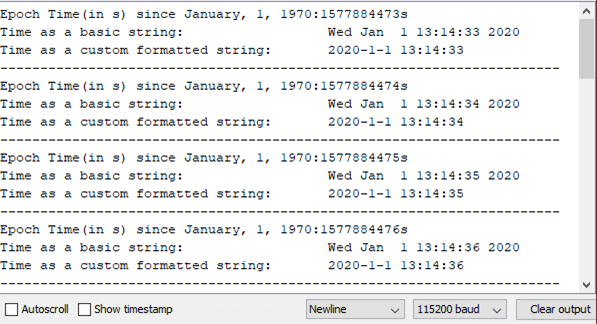 Epoch Time(in s) since January, 1, 1970:1577884473s
Time as a basic string:                   Wed Jan  1 13:14:33 2020
Time as a custom formatted string:        2020-1-1 13:14:33
----------------------------------------------------------------------
Epoch Time(in s) since January, 1, 1970:1577884474s
Time as a basic string:                   Wed Jan  1 13:14:34 2020
Time as a custom formatted string:        2020-1-1 13:14:34
----------------------------------------------------------------------
Epoch Time(in s) since January, 1, 1970:1577884475s
Time as a basic string:                   Wed Jan  1 13:14:35 2020
Time as a custom formatted string:        2020-1-1 13:14:35
----------------------------------------------------------------------
Epoch Time(in s) since January, 1, 1970:1577884476s
Time as a basic string:                   Wed Jan  1 13:14:36 2020
Time as a custom formatted string:        2020-1-1 13:14:36
----------------------------------------------------------------------
Autoscroll Show timestamp Newline 115200 baud Clear output